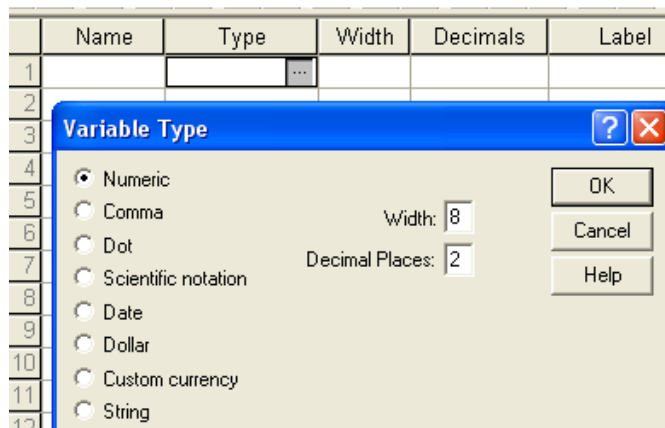 Name Type Width Decimals Label
1 ...
2
3 Variable Type ? X
4 Numeric
5 Comma Width: 8 OK
6 Dot Decimal Places: 2 Cancel
7 Scientific notation Help
8 Date
9 Dollar
10 Custom currency
11 String
12